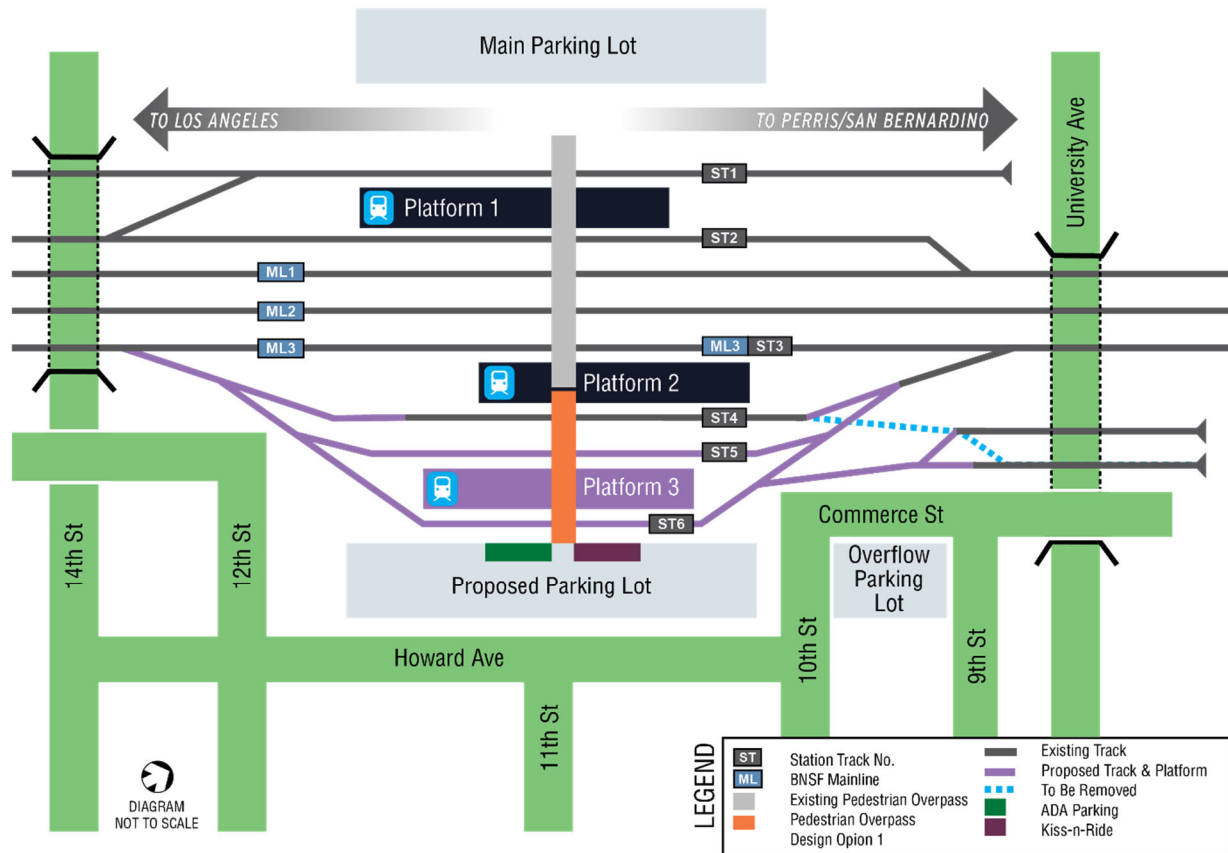 Main Parking Lot
TO LOS ANGELES
TO PERRIS/SAN BERNARDINO
University Ave
ST1
Platform 1
ST2
ML1
ML2
ML3
ML3 ST3
Platform 2
ST4
ST5
Platform 3
ST6
Commerce St
14th St
12th St
Proposed Parking Lot
Overflow
Parking
Lot
10th St
9th St
Howard Ave
11th St
DIAGRAM
NOT TO SCALE
LEGEND
ST Station Track No.
ML BNSF Mainline
Existing Pedestrian Overpass
Pedestrian Overpass
Design Opion 1
Existing Track
Proposed Track & Platform
To Be Removed
ADA Parking
Kiss-n-Ride